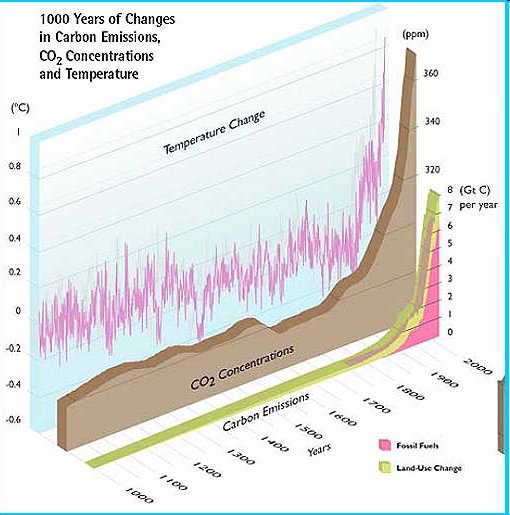 1000 Years of Changes
in Carbon Emissions,
CO2 Concentrations
and Temperature
(°C)
1
0.8
0.6
0.4
0.2
0
-0.2
-0.4
-0.6
Temperature Change
(ppm)
360
340
320
8 (Gt C)
7 per year
6
5
4
3
2
1
0
CO2 Concentrations
Carbon Emissions
1000
1100
1200
1300
1400
1500
1600
1700
1800
1900
2000
Years
Fossil Fuels
Land-Use Change